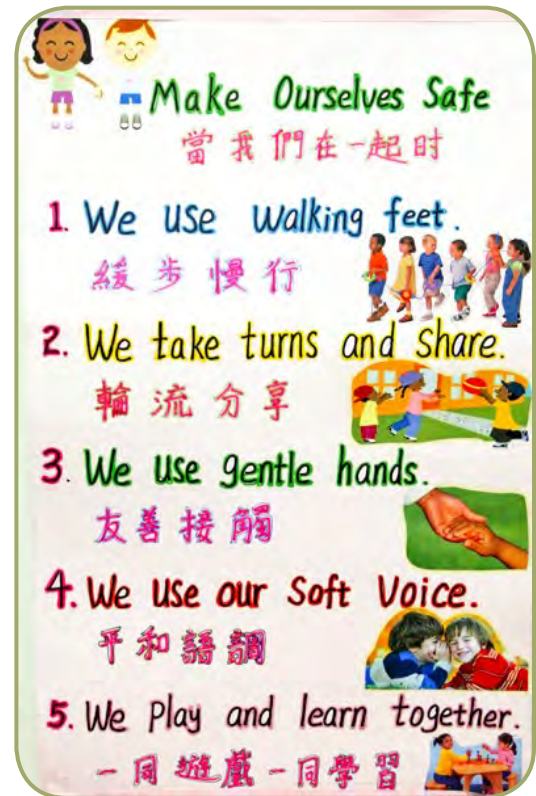 Make Ourselves Safe
當我們在一起时
1. We use walking feet.
緩步慢行
2. We take turns and share.
輪流分享
3. We use gentle hands.
友善接觸
4. We use our Soft Voice.
平和語調
5. We Play and learn together.
一同遊戲一同學習